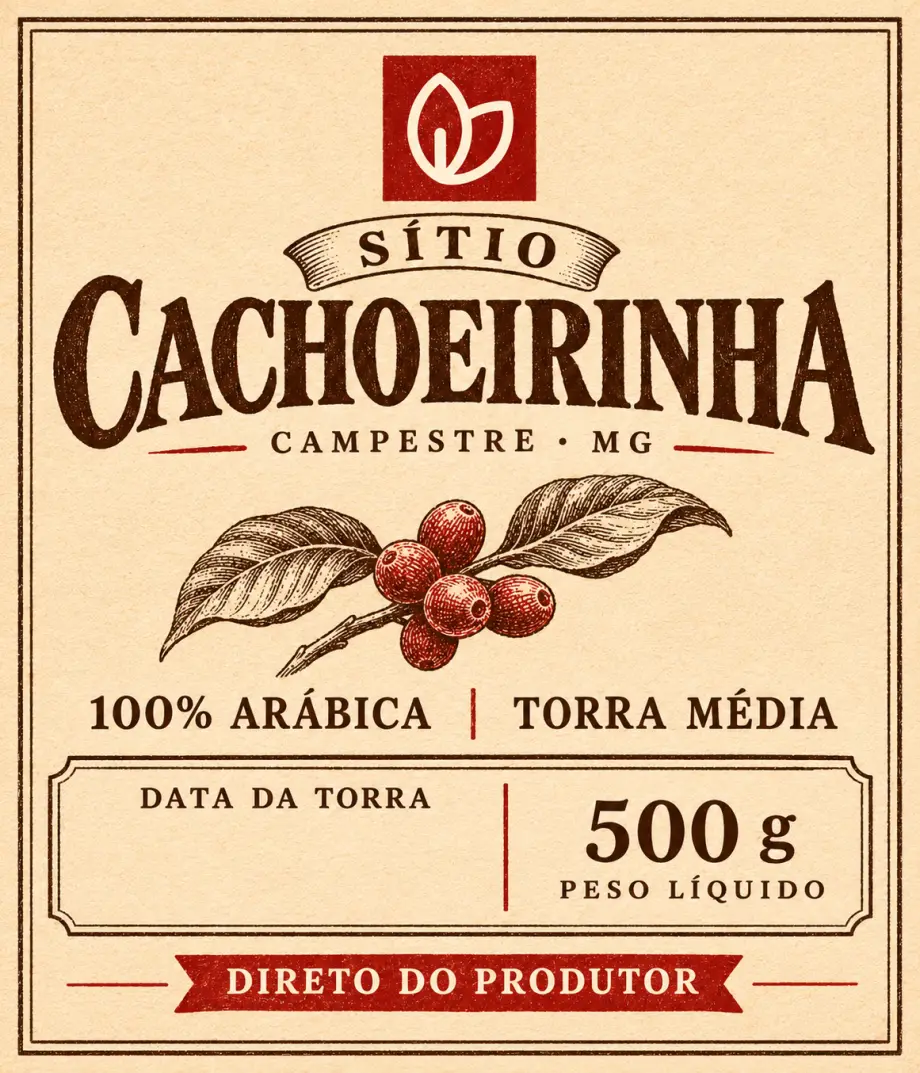 SÍTIO
CACHOEIRINHA
CAMPESTRE · MG
100% ARÁBICA | TORRA MÉDIA
DATA DA TORRA
500 g
PESO LÍQUIDO
DIRETO DO PRODUTOR